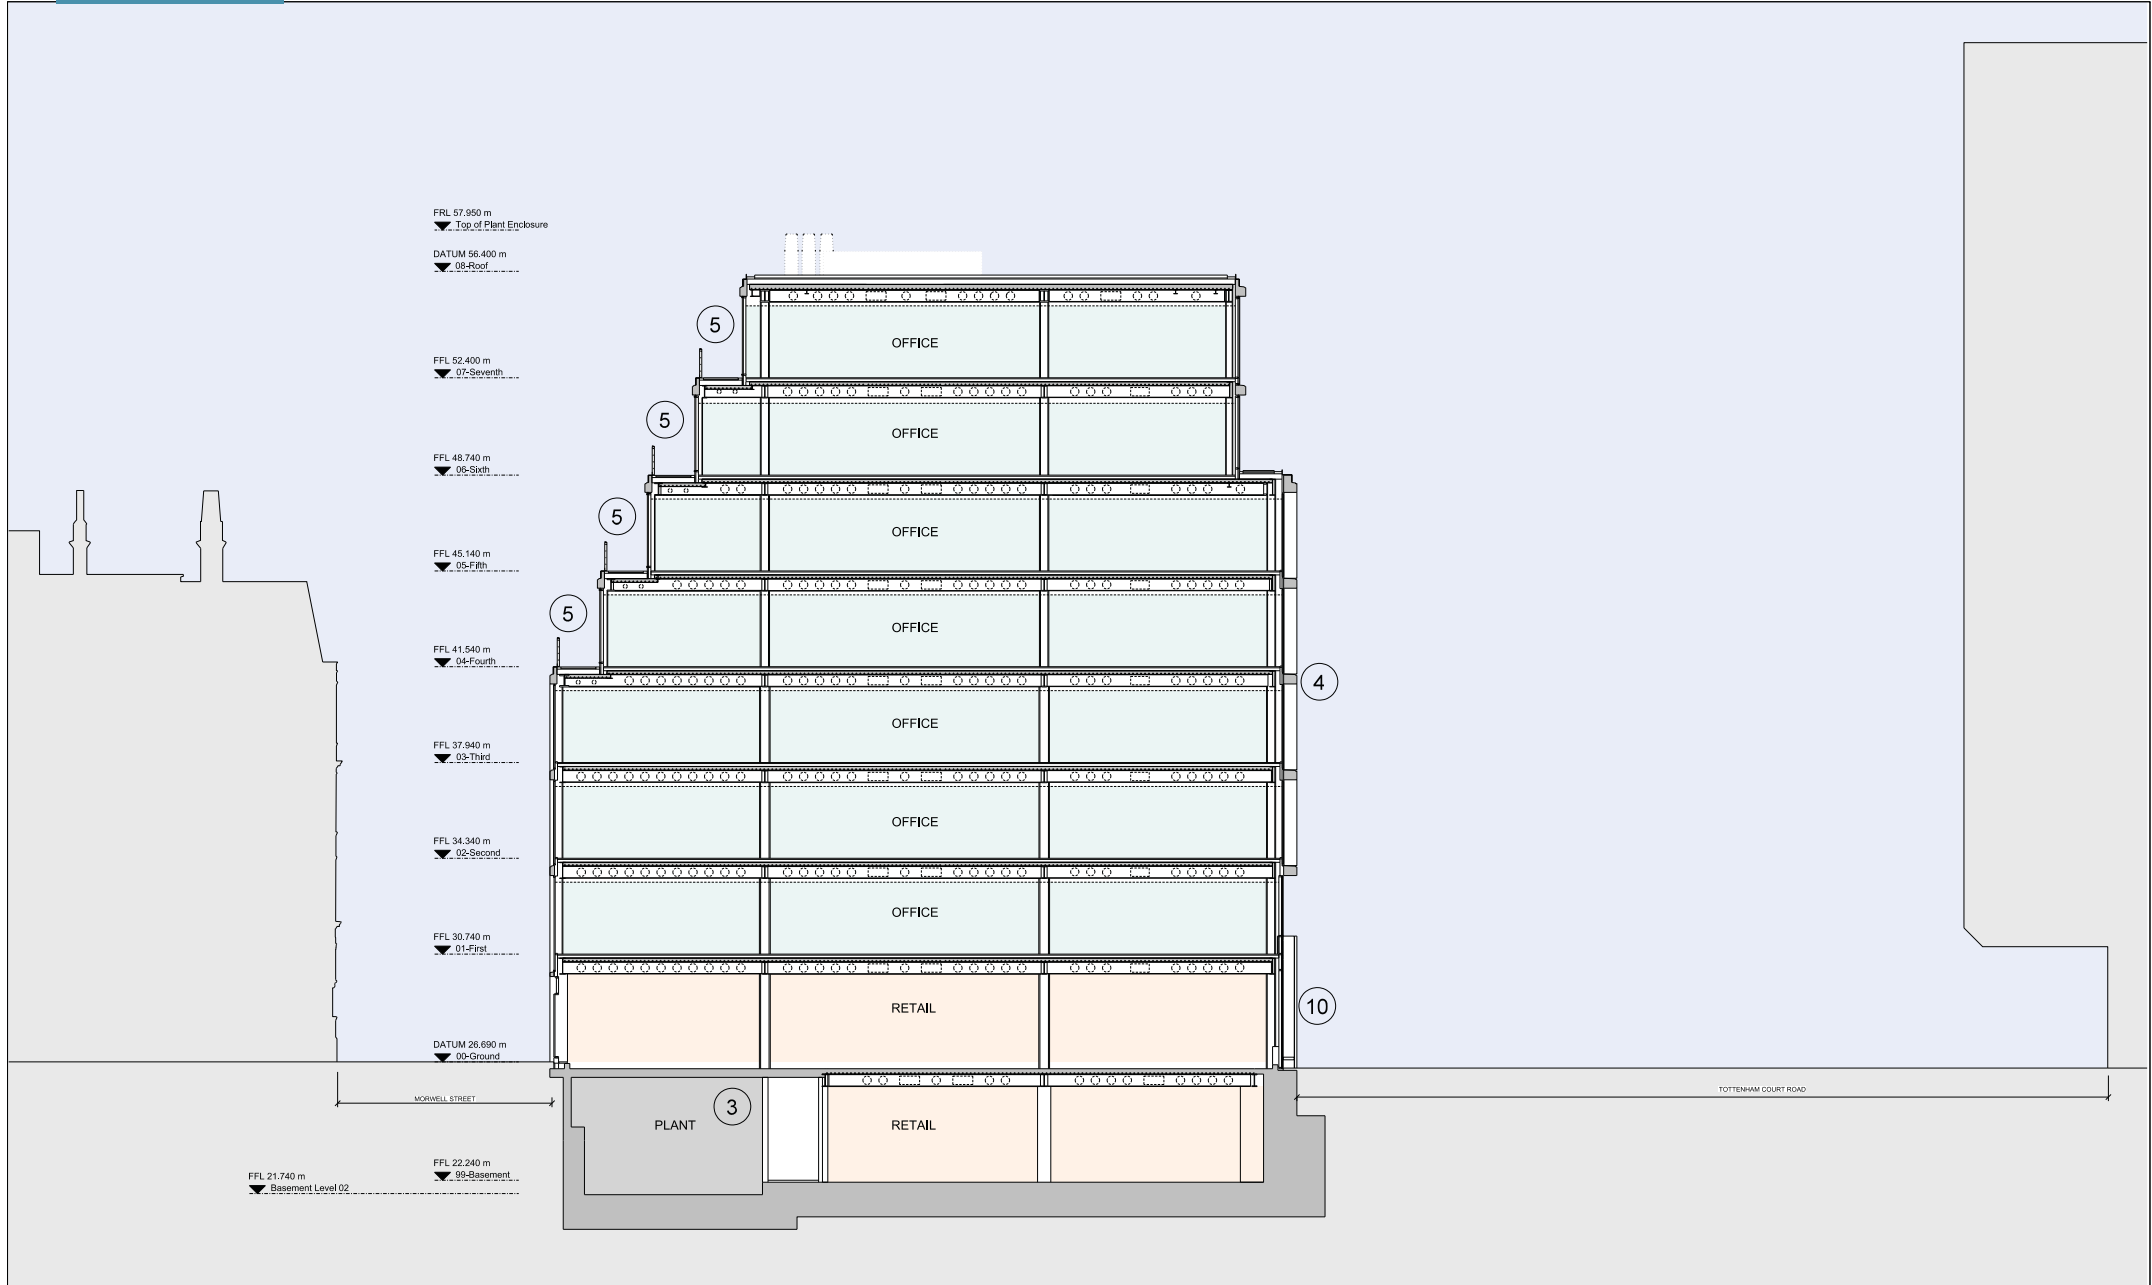 FRL 57.950 m
Top of Plant Enclosure
DATUM 56.400 m
08-Roof
5
OFFICE
FFL 52.400 m
07-Seventh
5
OFFICE
FFL 48.740 m
06-Sixth
5
OFFICE
FFL 45.140 m
05-Fifth
5
OFFICE
FFL 41.540 m
04-Fourth
4
OFFICE
FFL 37.940 m
03-Third
OFFICE
FFL 34.340 m
02-Second
OFFICE
FFL 30.740 m
01-First
RETAIL
10
DATUM 26.690 m
00-Ground
MORWELL STREET
TOTTENHAM COURT ROAD
3
PLANT
RETAIL
FFL 22.240 m
99-Basement
FFL 21.740 m
Basement Level 02